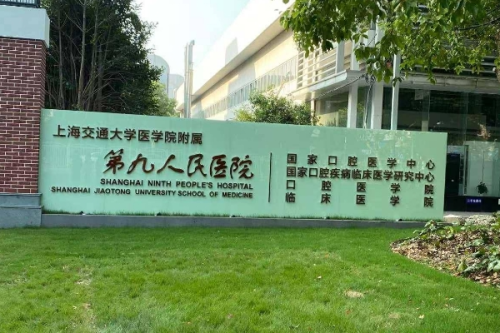 上海交通大学医学院附属
第九人民医院
SHANGHAI NINTH PEOPLE'S HOSPITAL
SHANGHAI JIAOTONG UNIVERSITY SCHOOL OF MEDICINE
国家口腔医学中心
国家口腔疾病临床医学研究中心
口腔医学院
临床医学院